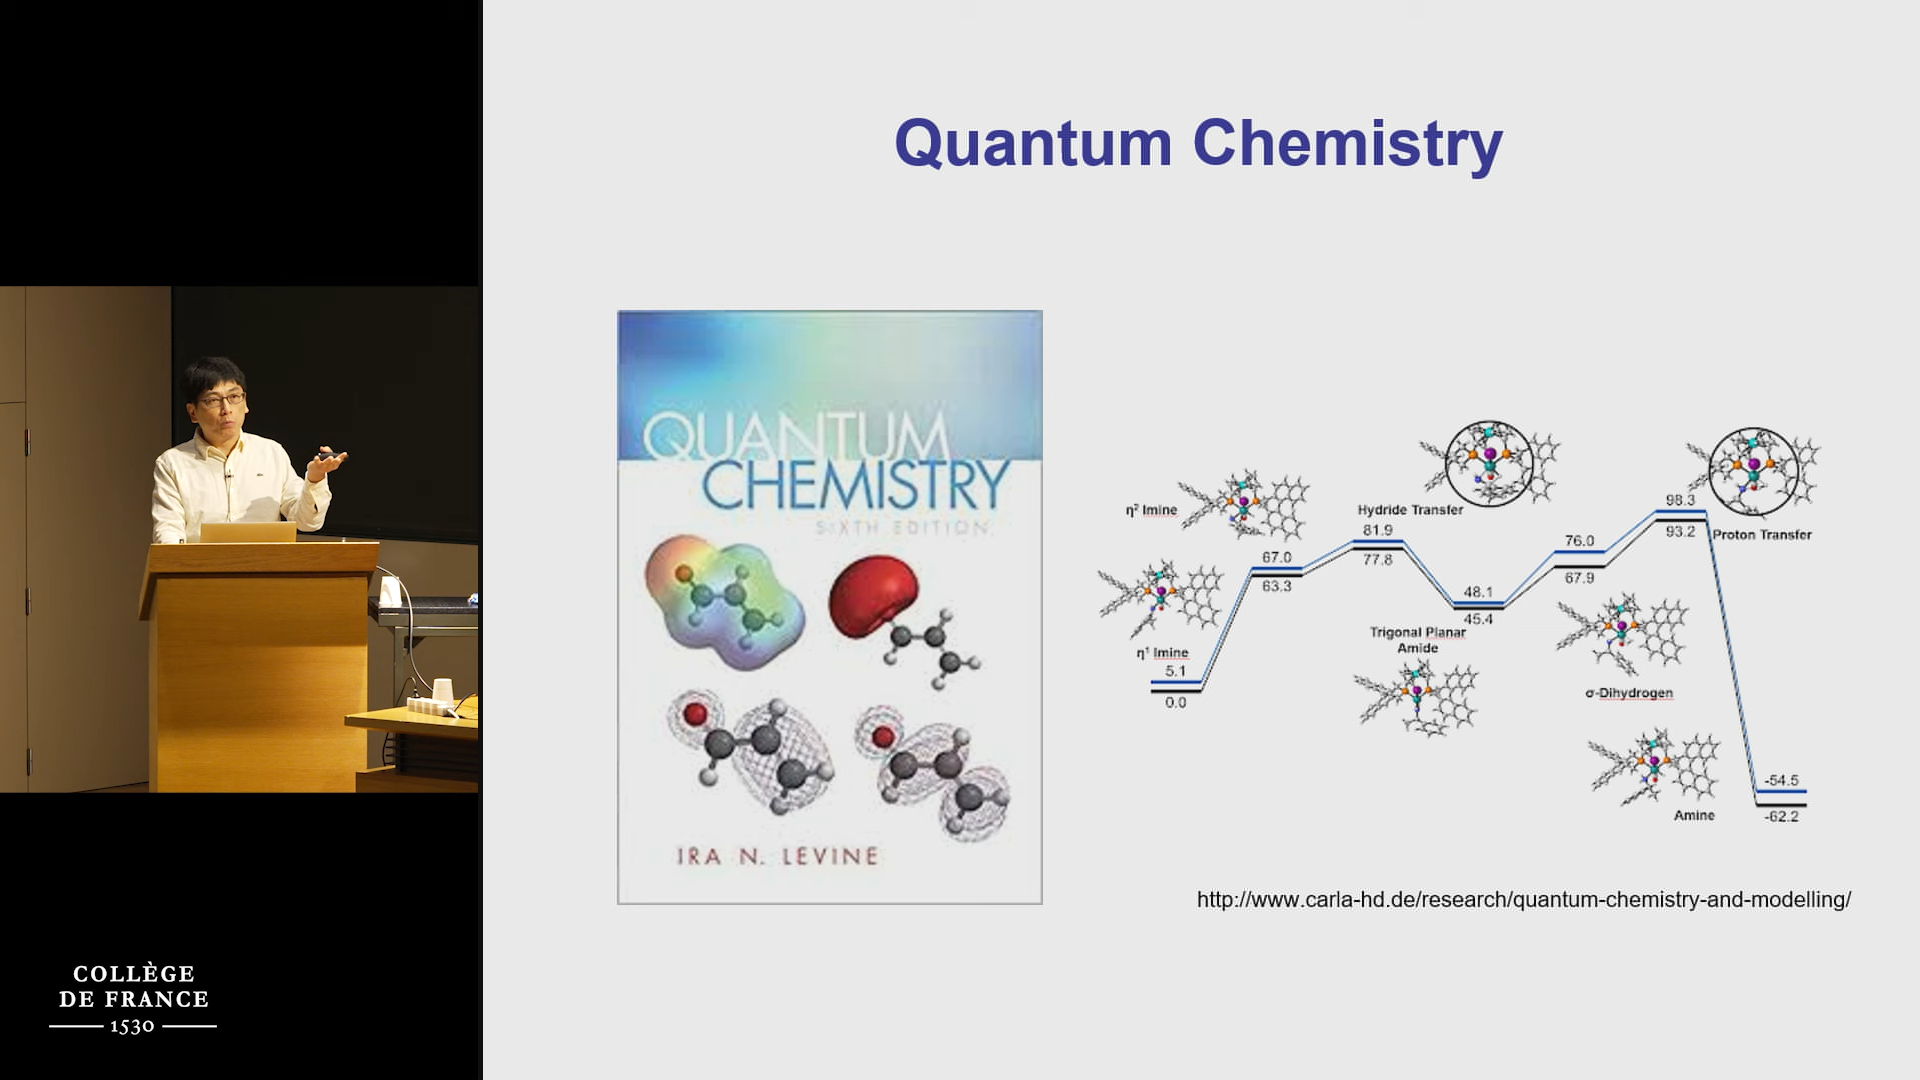 Quantum Chemistry
QUANTUM
CHEMISTRY
SIXTH EDITION
IRA N. LEVINE
η² Imine
η¹ Imine
5.1
0.0
67.0
63.3
Hydride Transfer
81.9
77.8
48.1
45.4
Trigonal Planar
Amide
76.0
67.9
σ-Dihydrogen
98.3
93.2
Proton Transfer
Amine
-54.5
-62.2
http://www.carla-hd.de/research/quantum-chemistry-and-modelling/
COLLÈGE
DE FRANCE
1530